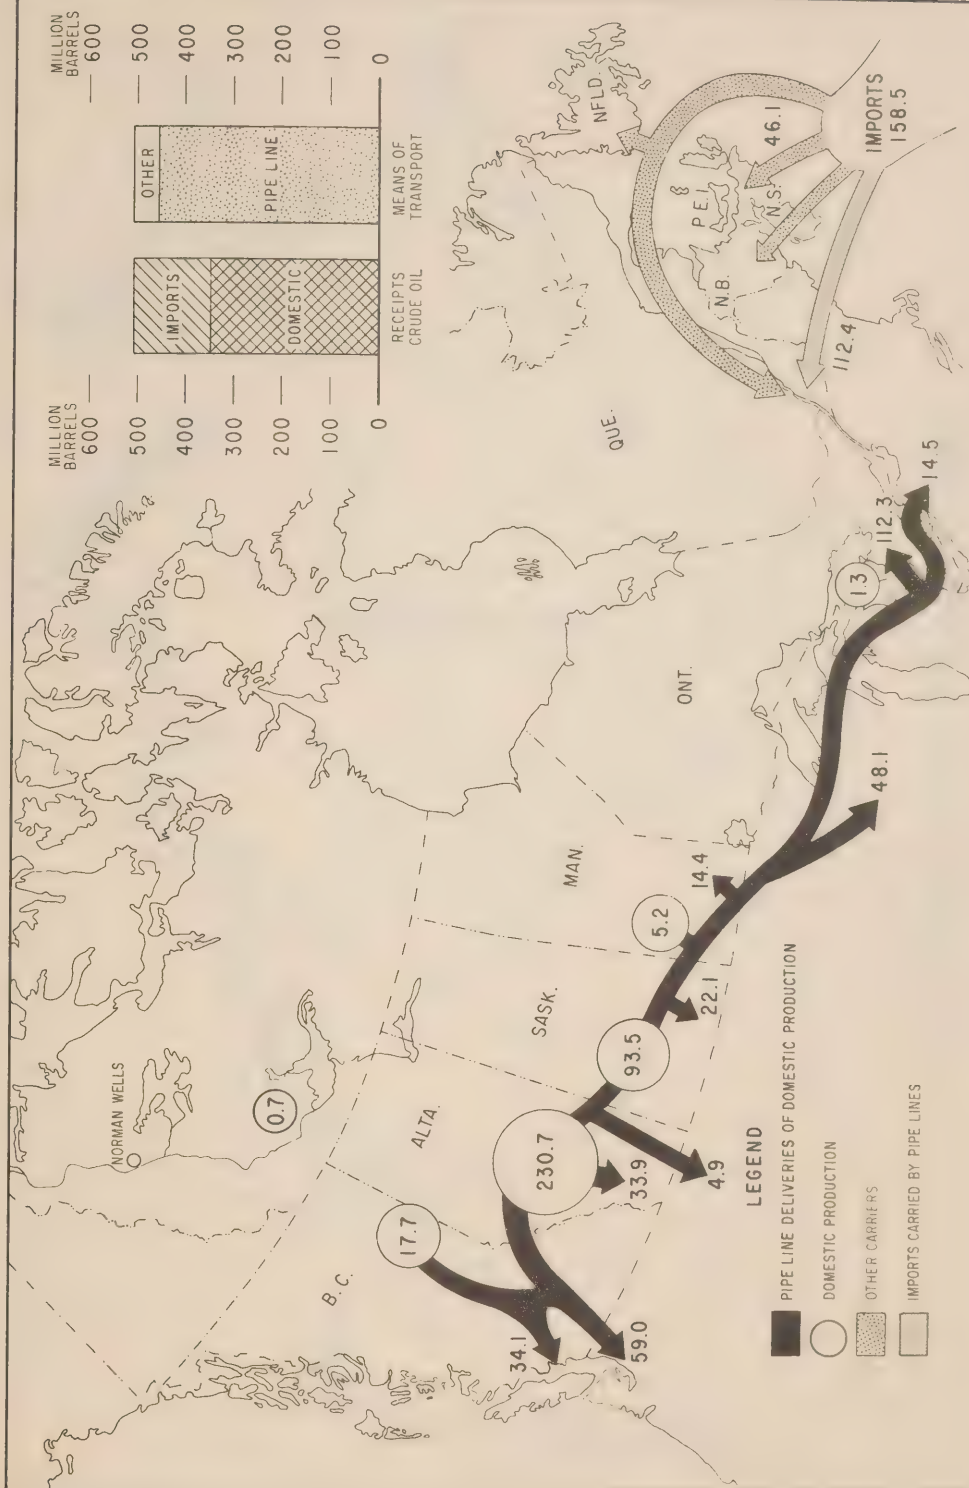 MILLION
BARRELS
600
500
400
300
200
100
0
IMPORTS
DOMESTIC
RECEIPTS
CRUDE OIL
OTHER
PIPE LINE
MEANS OF
TRANSPORT
MILLION
BARRELS
600
500
400
300
200
100
0
NORMAN WELLS
0.7
B.C.
ALTA.
SASK.
MAN.
ONT.
QUE.
NFLD.
P.E.I.
N.B.
N.S.
17.7
34.1
59.0
230.7
33.9
4.9
93.5
22.1
5.2
14.4
48.1
1.3
112.3
14.5
112.4
46.1
IMPORTS
158.5
LEGEND
PIPE LINE DELIVERIES OF DOMESTIC PRODUCTION
DOMESTIC PRODUCTION
OTHER CARRIERS
IMPORTS CARRIED BY PIPE LINES